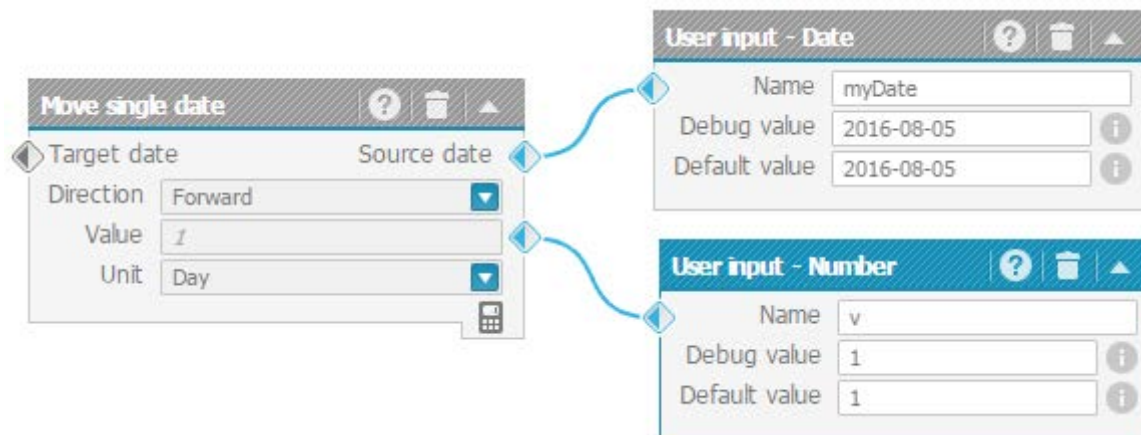 Move single date
Target date
Source date
Direction Forward
Value 1
Unit Day
User input - Date
Name myDate
Debug value 2016-08-05
Default value 2016-08-05
User input - Number
Name v
Debug value 1
Default value 1